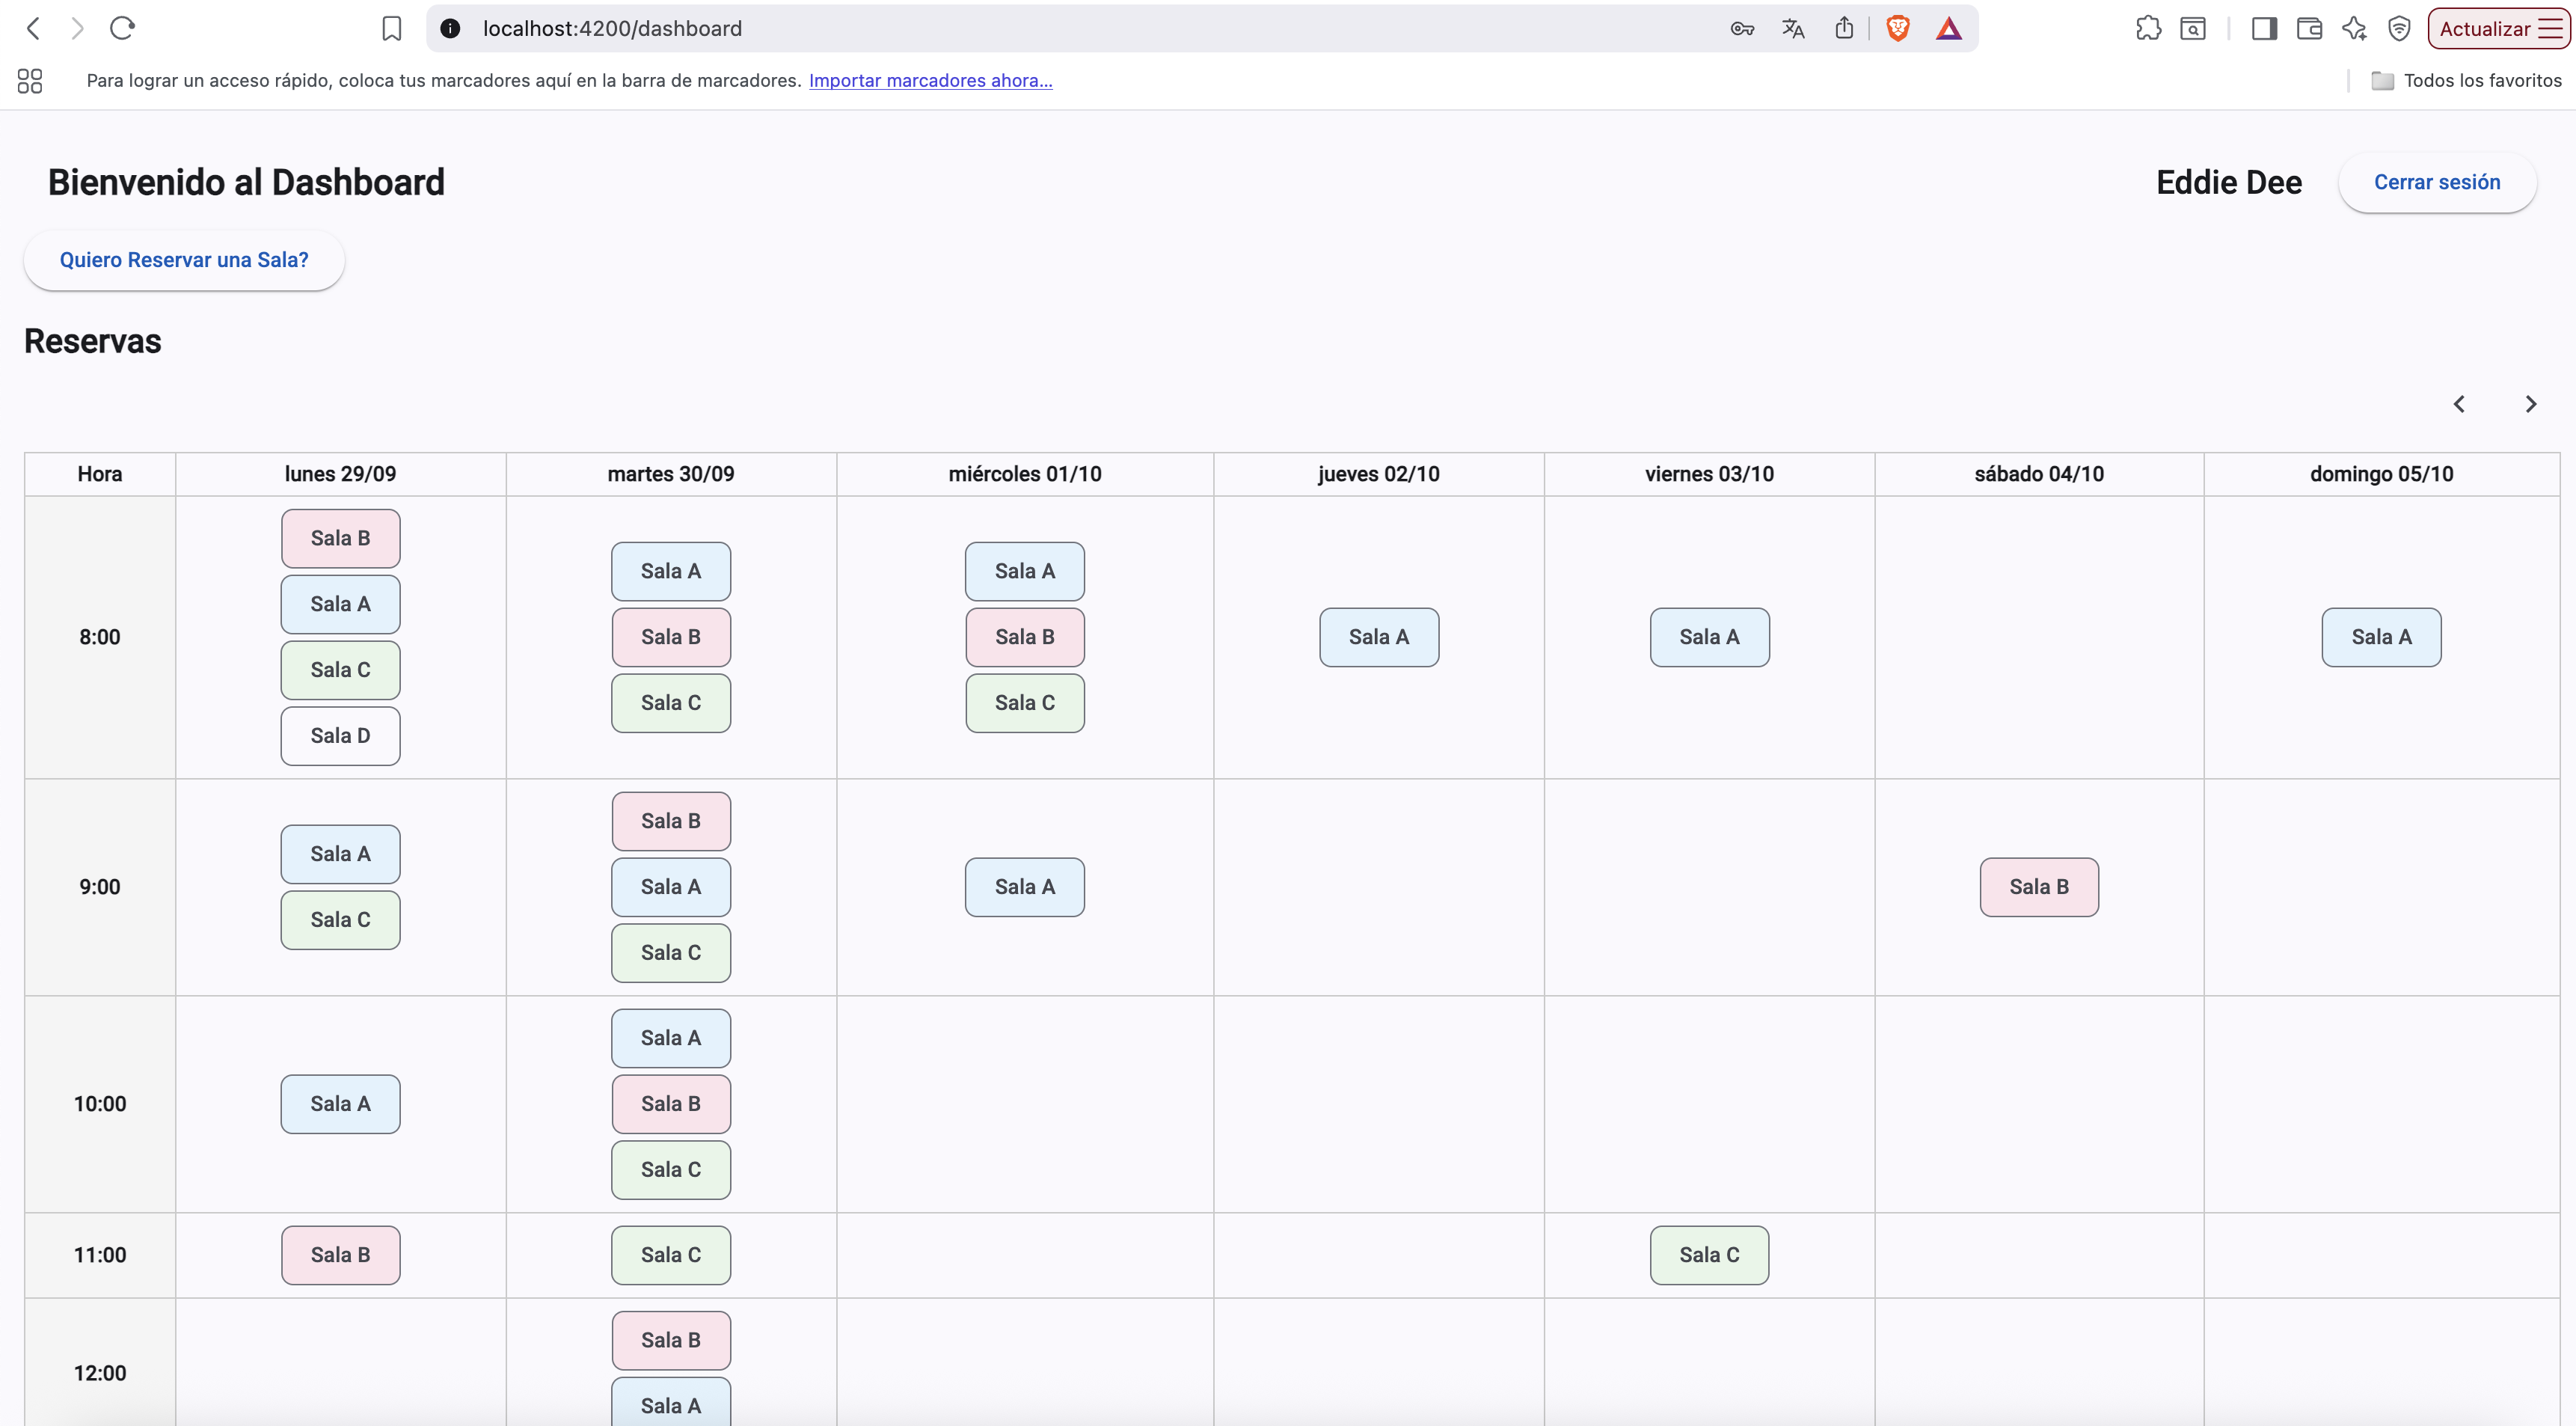 localhost:4200/dashboard
Actualizar
Para lograr un acceso rápido, coloca tus marcadores aquí en la barra de marcadores. Importar marcadores ahora...
Todos los favoritos
Bienvenido al Dashboard
Eddie Dee
Cerrar sesión
Quiero Reservar una Sala?
Reservas
Hora lunes 29/09 martes 30/09 miércoles 01/10 jueves 02/10 viernes 03/10 sábado 04/10 domingo 05/10
8:00
Sala B
Sala A
Sala C
Sala D
Sala A
Sala B
Sala C
Sala A
Sala B
Sala C
Sala A
Sala A
Sala A
9:00
Sala A
Sala C
Sala B
Sala A
Sala C
Sala A
Sala B
10:00
Sala A
Sala A
Sala B
Sala C
11:00
Sala B
Sala C
Sala C
12:00
Sala B
Sala A